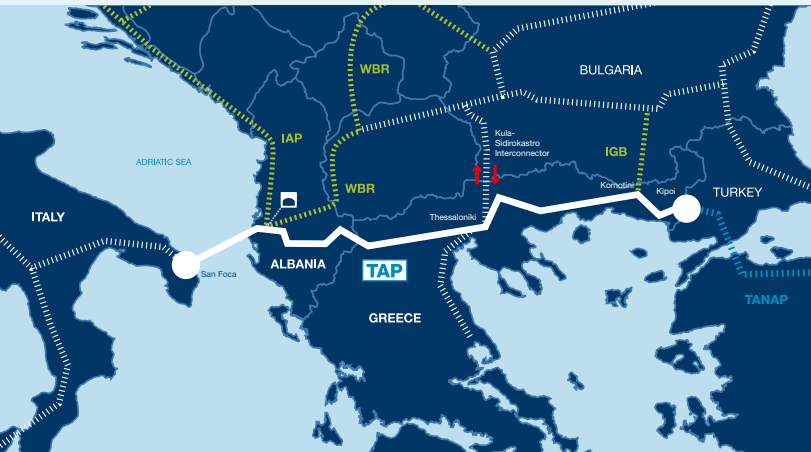 WBR
BULGARIA
Kula-
Sidirokastro
Interconnector
IAP
IGB
ADRIATIC SEA
WBR
Komotini
Kipoi
TURKEY
ITALY
Thessaloniki
ALBANIA
San Foca
TAP
TANAP
GREECE